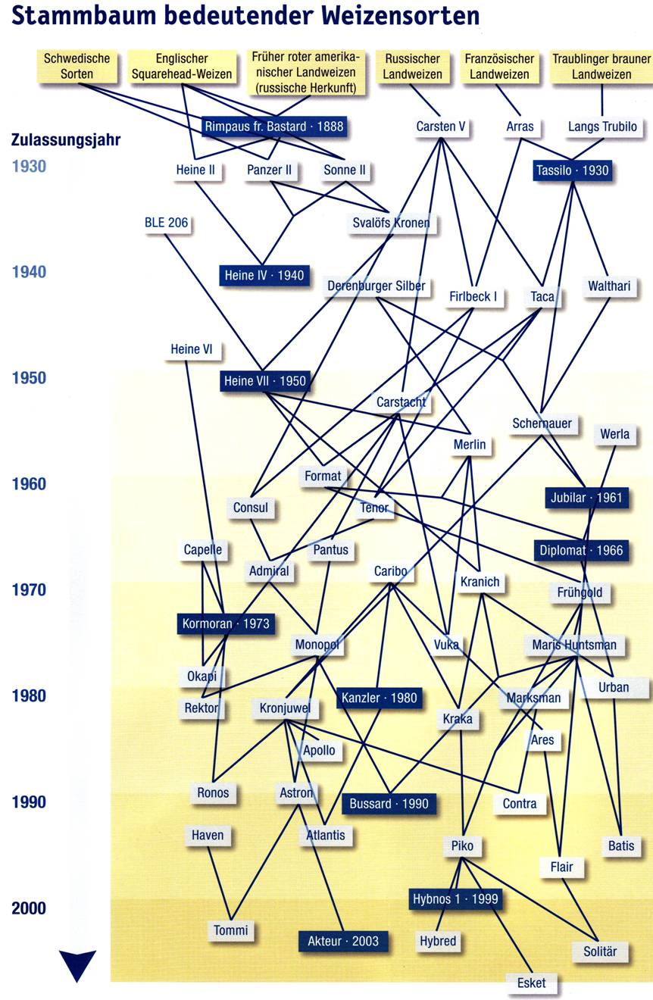 Stammbaum bedeutender Weizensorten
Schwedische
Sorten
Englischer
Squarehead-Weizen
Früher roter amerika-
nischer Landweizen
(russische Herkunft)
Russischer
Landweizen
Französischer
Landweizen
Traublinger brauner
Landweizen
Zulassungsjahr
Rimpaus fr. Bastard · 1888
Carsten V
Arras
Langs Trubilo
1930
Heine II
Panzer II
Sonne II
Tassilo · 1930
BLE 206
Svalöfs Kronen
1940
Heine IV · 1940
Derenburger Silber
Firlbeck I
Taca
Walthari
Heine VI
1950
Heine VII · 1950
Carstacht
Schernauer
Werla
Merlin
1960
Format
Jubilar · 1961
Consul
Tenor
Capelle
Pantus
Diplomat · 1966
Admiral
Caribo
Kranich
1970
Frühgold
Kormoran · 1973
Monopol
Vuka
Maris Huntsman
Okapi
Urban
1980
Rektor
Kronjuwel
Kanzler · 1980
Marksman
Kraka
Ares
Apollo
1990
Ronos
Astron
Bussard · 1990
Contra
Haven
Atlantis
Piko
Batis
Flair
2000
Hybnos 1 · 1999
Tommi
Akteur · 2003
Hybred
Solitär
Esket